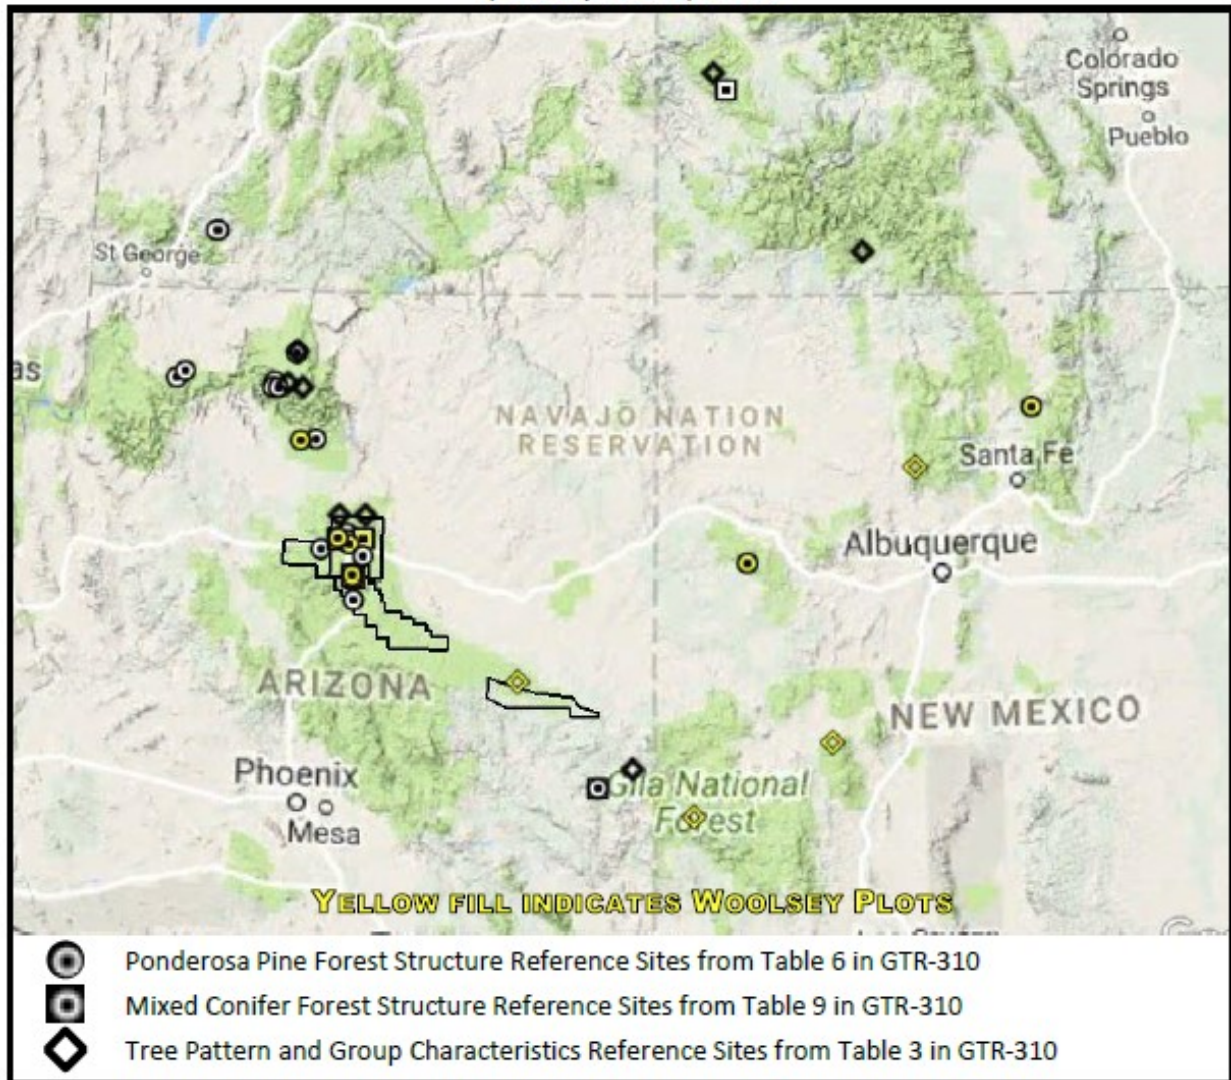 Colorado
Springs
Pueblo
St George
as
NAVAJO NATION
RESERVATION
Santa Fe
Albuquerque
ARIZONA
NEW MEXICO
Phoenix
Mesa
Gila National
Forest
YELLOW FILL INDICATES WOOLSEY PLOTS
Ponderosa Pine Forest Structure Reference Sites from Table 6 in GTR-310
Mixed Conifer Forest Structure Reference Sites from Table 9 in GTR-310
Tree Pattern and Group Characteristics Reference Sites from Table 3 in GTR-310